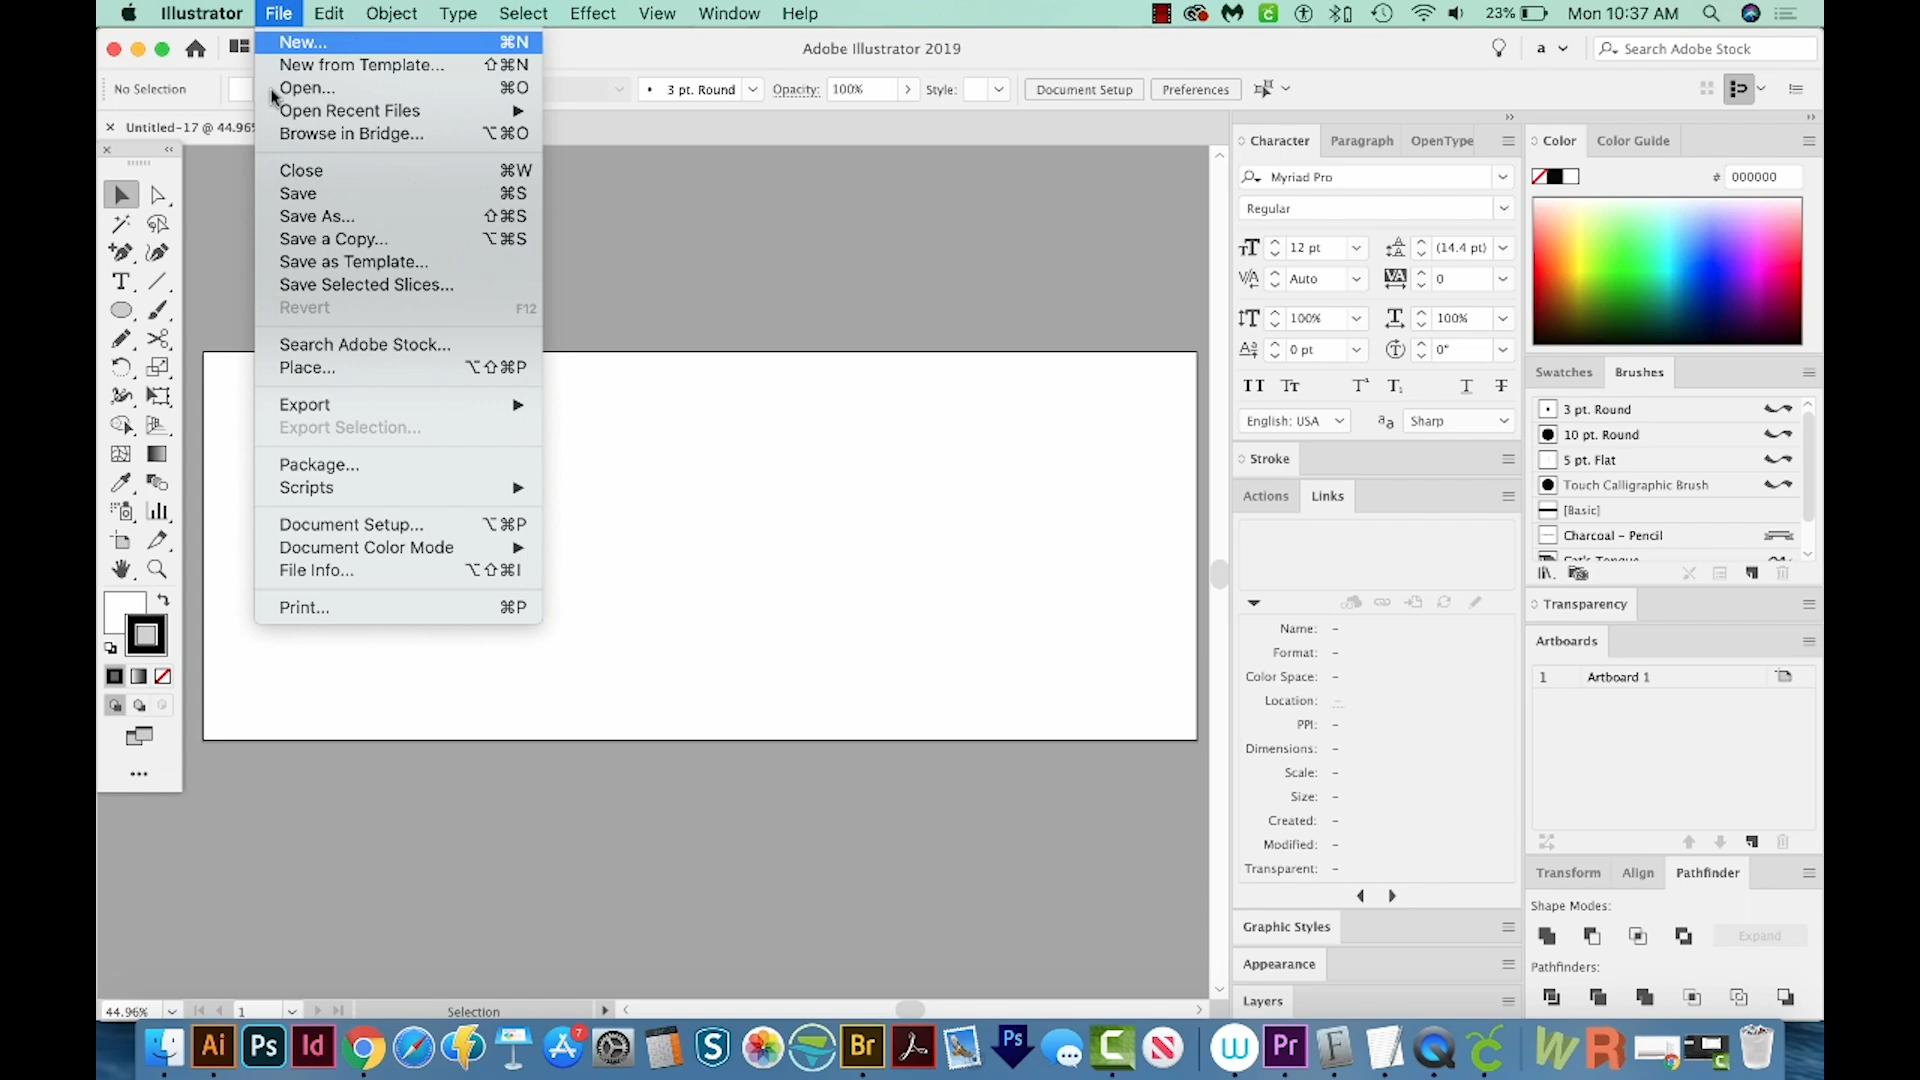 Illustrator File Edit Object Type Select Effect View Window Help 23% Mon 10:37 AM
Adobe Illustrator 2019 a Search Adobe Stock
No Selection 3 pt. Round Opacity: 100% Style: Document Setup Preferences
Untitled-17 @ 44.96%
New... ⌘N
New from Template... ⇧⌘N
Open... ⌘O
Open Recent Files
Browse in Bridge... ⌥⌘O
Close ⌘W
Save ⌘S
Save As... ⇧⌘S
Save a Copy... ⌥⌘S
Save as Template...
Save Selected Slices...
Revert F12
Search Adobe Stock...
Place... ⌥⇧⌘P
Export
Export Selection...
Package...
Scripts
Document Setup... ⌥⌘P
Document Color Mode
File Info... ⌥⇧⌘I
Print... ⌘P
Character Paragraph OpenType
Myriad Pro
Regular
12 pt (14.4 pt)
Auto 0
100% 100%
0 pt 0°
English: USA Sharp
Stroke
Actions Links
Name: -
Format: -
Color Space: -
Location: -
PPI: -
Dimensions: -
Scale: -
Size: -
Created: -
Modified: -
Transparent: -
Graphic Styles
Appearance
Layers
Color Color Guide
# 000000
Swatches Brushes
3 pt. Round
10 pt. Round
5 pt. Flat
Touch Calligraphic Brush
[Basic]
Charcoal - Pencil
Transparency
Artboards
1 Artboard 1
Transform Align Pathfinder
Shape Modes:
Expand
Pathfinders:
44.96% 1 Selection
Ai Ps Id 7 S Br Ps C N W Pr F W R